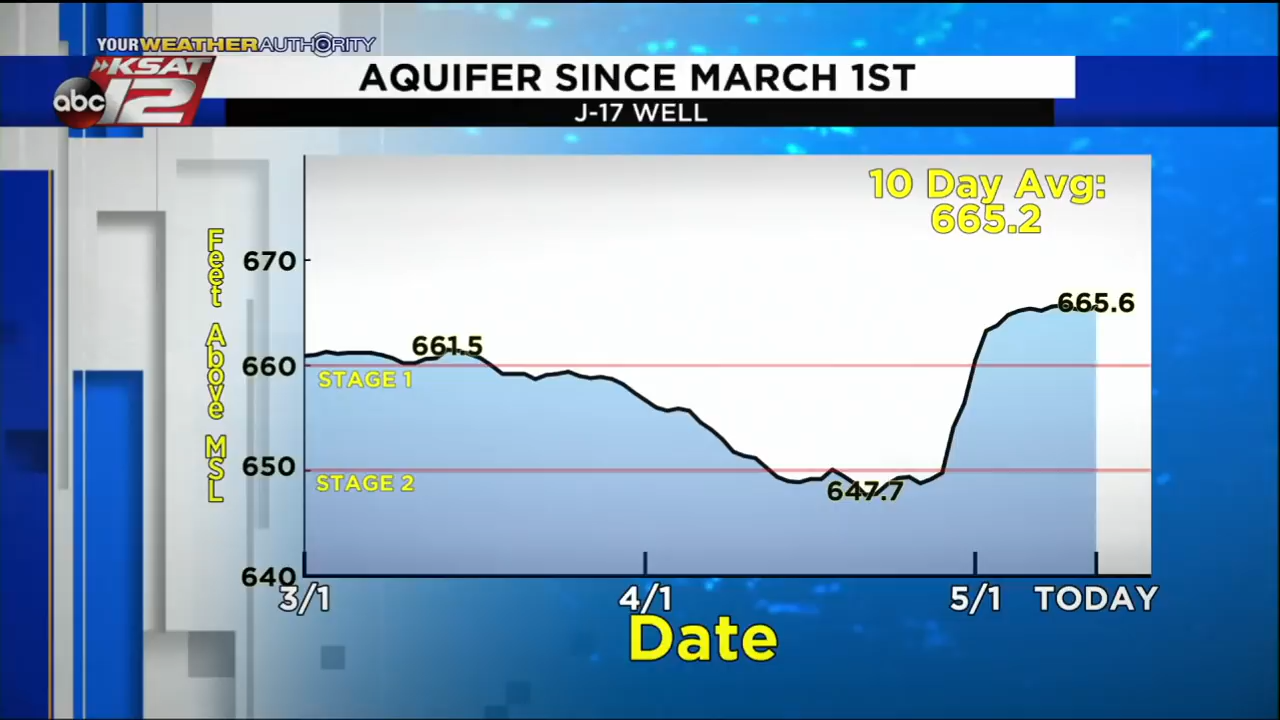 YOUR WEATHER AUTHORITY
KSAT
abc 12
AQUIFER SINCE MARCH 1ST
J-17 WELL
10 Day Avg:
665.2
Feet Above MSL
670
660
650
640
661.5
647.7
665.6
STAGE 1
STAGE 2
3/1 4/1 5/1 TODAY
Date